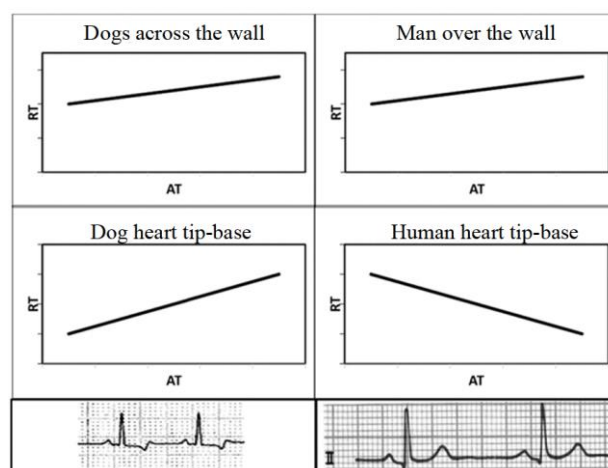 Dogs across the wall
RT
AT
Man over the wall
RT
AT
Dog heart tip-base
RT
AT
Human heart tip-base
RT
AT
II